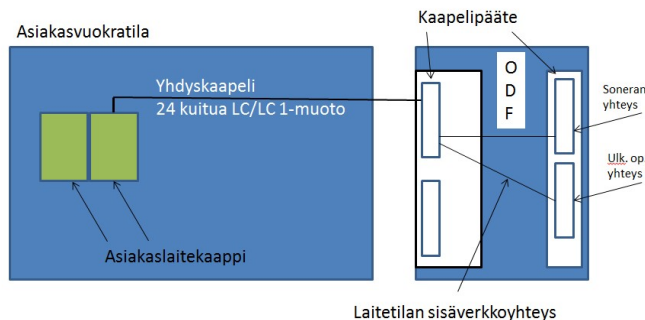 Asiakasvuokratila
Kaapelipääte
Yhdyskaapeli
24 kuitua LC/LC 1-muoto
O
D
F
Soneran
yhteys
Ulk. op
yhteys
Asiakaslaitekaappi
Laitetilan sisäverkkoyhteys